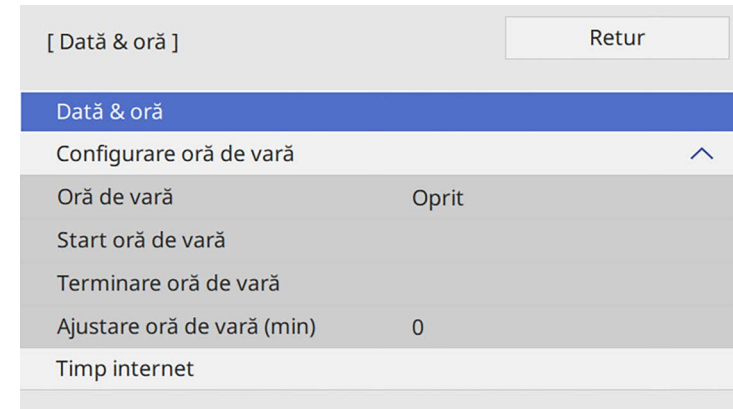 [ Dată & oră ]
Retur
Dată & oră
Configurare oră de vară
Oră de vară Oprit
Start oră de vară
Terminare oră de vară
Ajustare oră de vară (min) 0
Timp internet